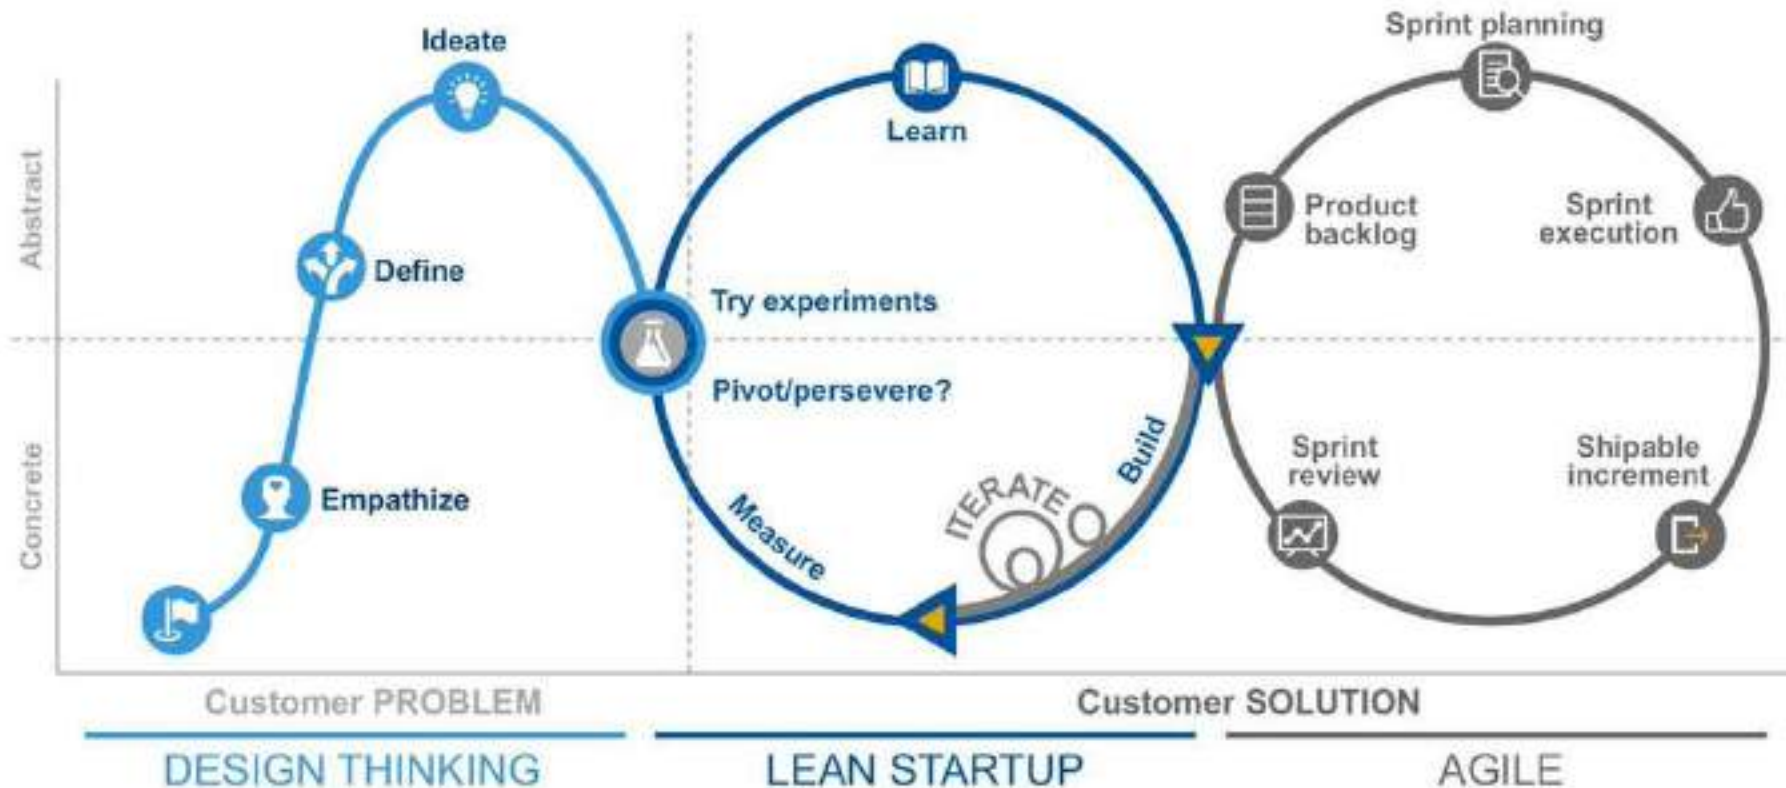 Ideate
Define
Empathize
Abstract
Concrete
Learn
Try experiments
Pivot/persevere?
Measure
ITERATE
Build
Sprint planning
Product
backlog
Sprint
execution
Sprint
review
Shipable
increment
Customer PROBLEM
Customer SOLUTION
DESIGN THINKING
LEAN STARTUP
AGILE